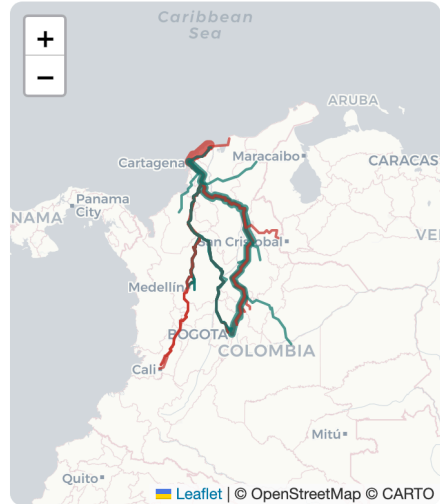 Caribbean
Sea
+
−
ARUBA
Cartagena
Maracaibo
CARACAS
Panama
City
NAMA
San Cristobal
VE
Medellín
BOGOTA
COLOMBIA
Cali
Mitú
Quito
Leaflet | © OpenStreetMap © CARTO